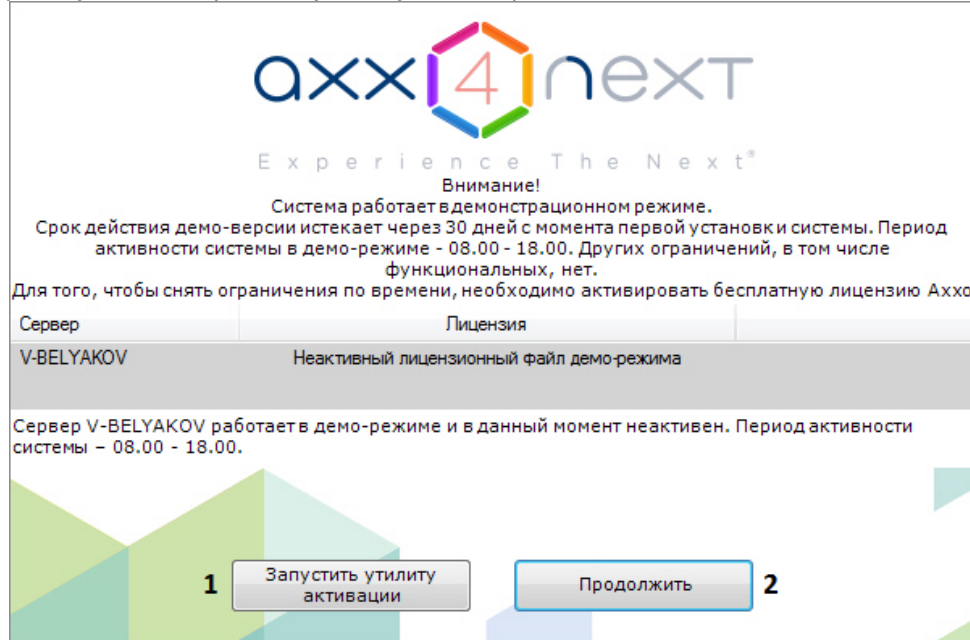 axx4next
Experience The Next®
Внимание!
Система работает в демонстрационном режиме.
Срок действия демо-версии истекает через 30 дней с момента первой установки системы. Период
активности системы в демо-режиме - 08.00 - 18.00. Других ограничений, в том числе
функциональных, нет.
Для того, чтобы снять ограничения по времени, необходимо активировать бесплатную лицензию Axxo
Сервер Лицензия
V-BELYAKOV Неактивный лицензионный файл демо-режима
Сервер V-BELYAKOV работает в демо-режиме и в данный момент неактивен. Период активности
системы – 08.00 - 18.00.
1 Запустить утилиту
активации
Продолжить 2